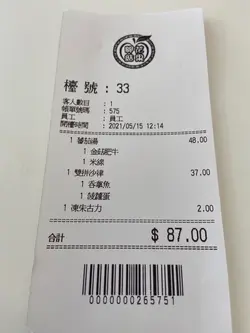 檯號：33
客人數目 : 1
帳單號碼 : 575
員工 : 員工
開檯時間 : 2021/05/15 12:14
1 蕃茄湯 48.00
1 金菇肥牛
1 米線
1 雙拼沙律 37.00
1 吞拿魚
1 雞蛋
1 凍朱古力 2.00
合計 $ 87.00
0000000265751